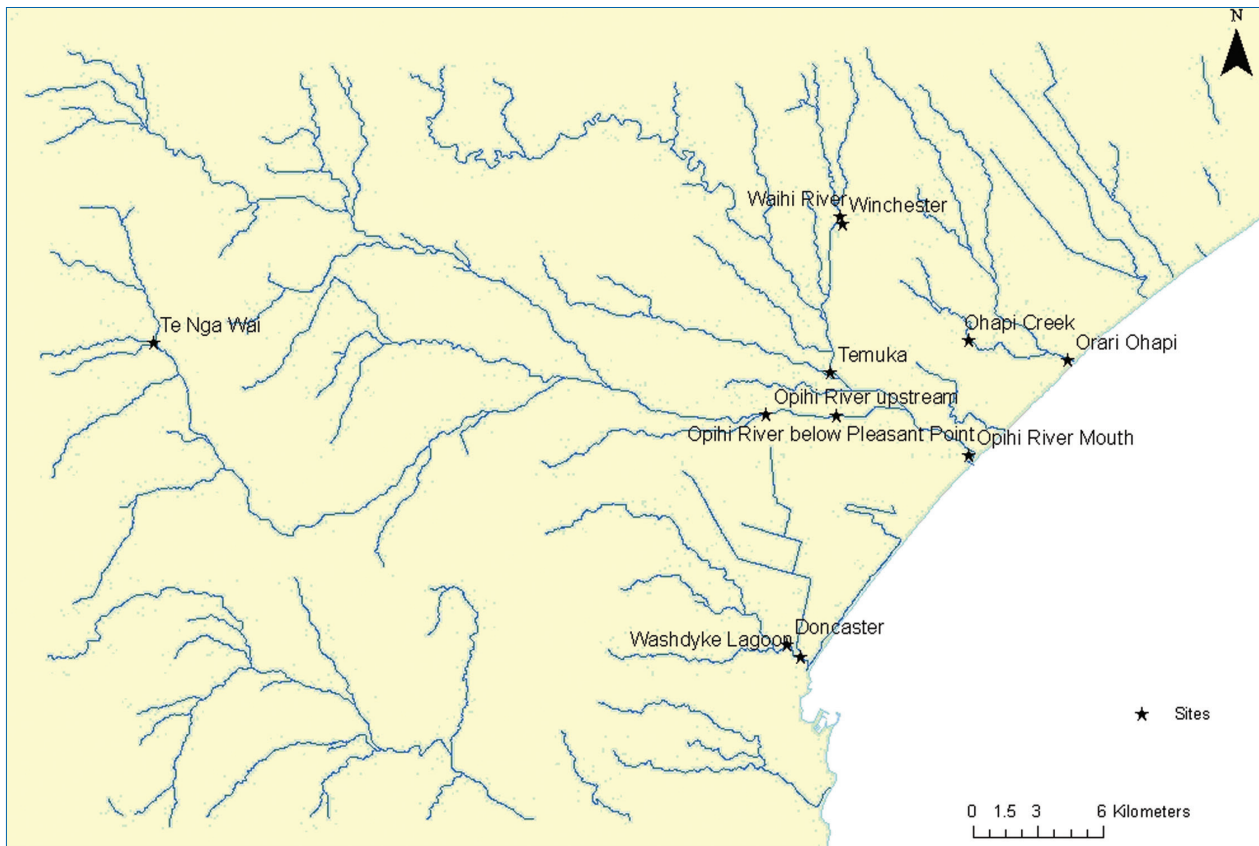 N
Waihi River
Winchester
Te Nga Wai
Ohapi Creek
Orari Ohapi
Temuka
Opihi River upstream
Opihi River below Pleasant Point
Opihi River Mouth
Doncaster
Washdyke Lagoon
Sites
0 1.5 3 6 Kilometers